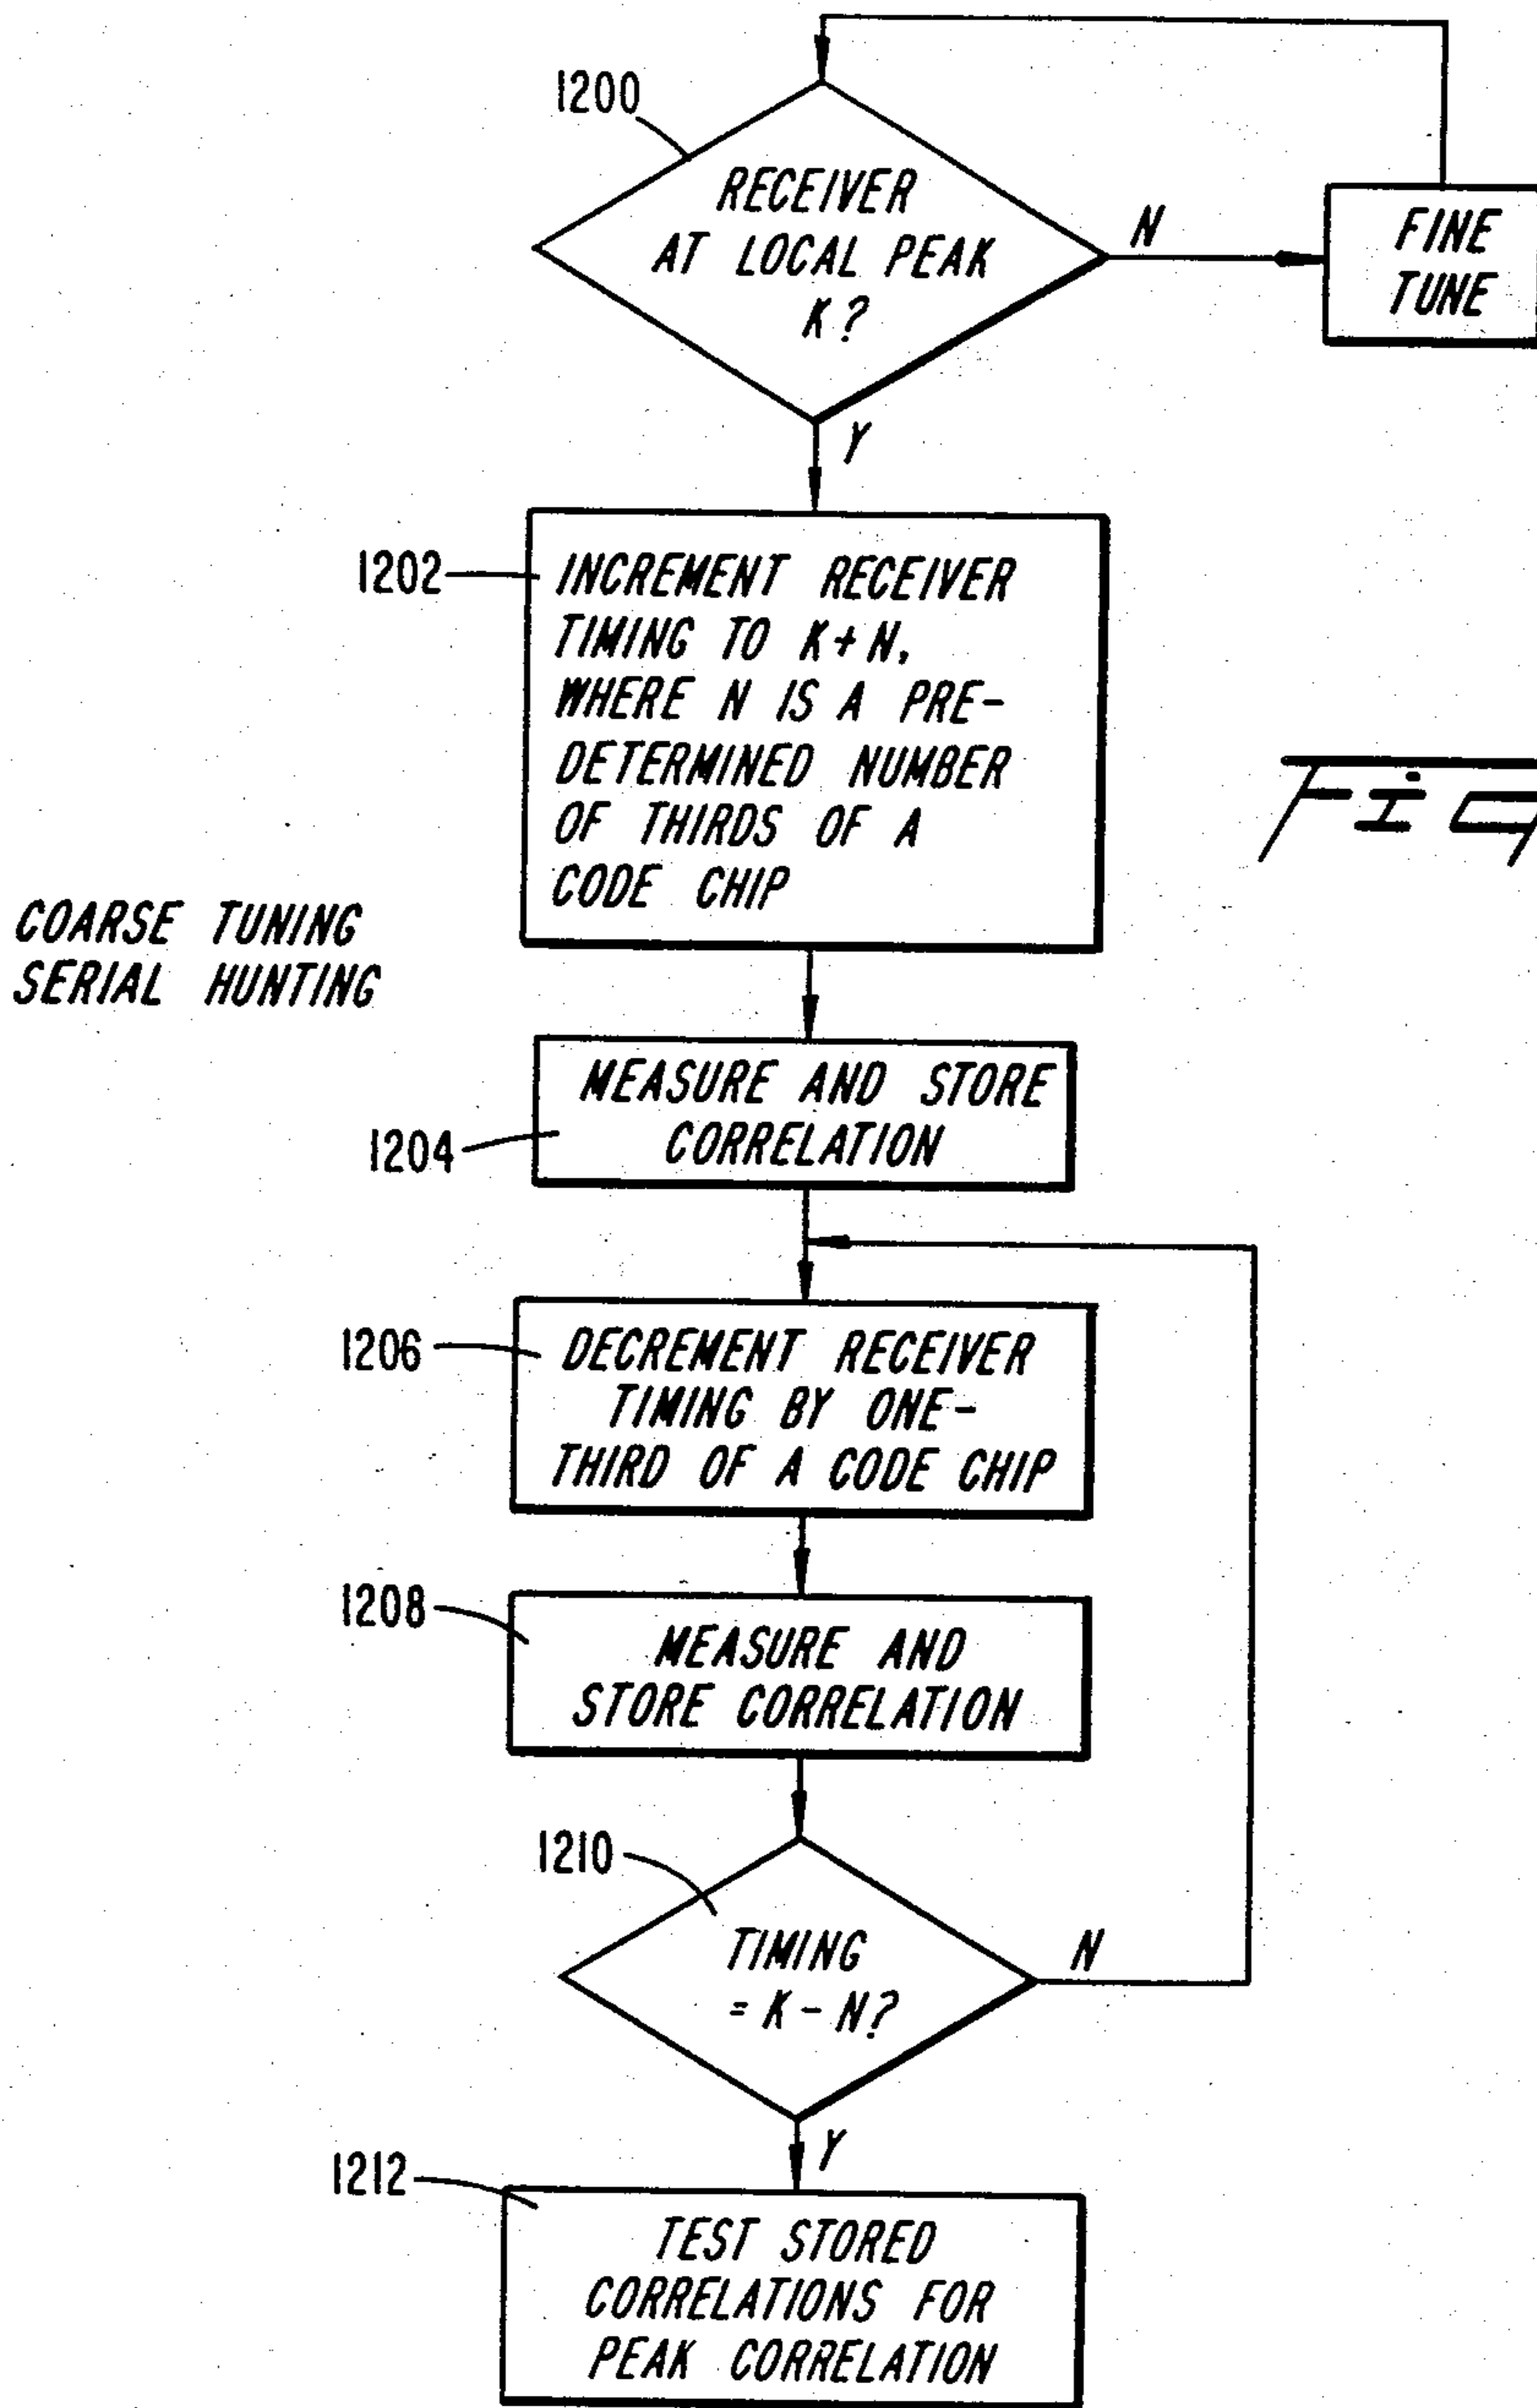 1200
RECEIVER
AT LOCAL PEAK
K?
N
FINE
TUNE
Y
1202
INCREMENT RECEIVER
TIMING TO K+N,
WHERE N IS A PRE-
DETERMINED NUMBER
OF THIRDS OF A
CODE CHIP
Fig
COARSE TUNING
SERIAL HUNTING
MEASURE AND STORE
CORRELATION
1204
1206
DECREMENT RECEIVER
TIMING BY ONE-
THIRD OF A CODE CHIP
1208
MEASURE AND
STORE CORRELATION
1210
TIMING
= K - N?
N
Y
1212
TEST STORED
CORRELATIONS FOR
PEAK CORRELATION